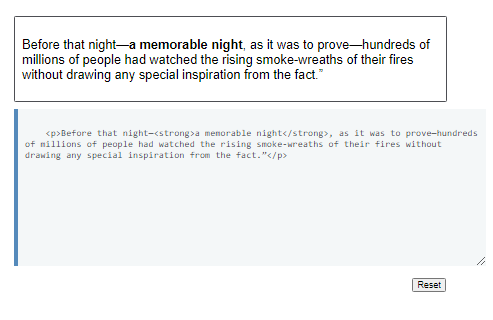 Before that night—a memorable night, as it was to prove—hundreds of
millions of people had watched the rising smoke-wreaths of their fires
without drawing any special inspiration from the fact.”
<p>Before that night—<strong>a memorable night</strong>, as it was to prove—hundreds
of millions of people had watched the rising smoke-wreaths of their fires without
drawing any special inspiration from the fact.”</p>
Reset